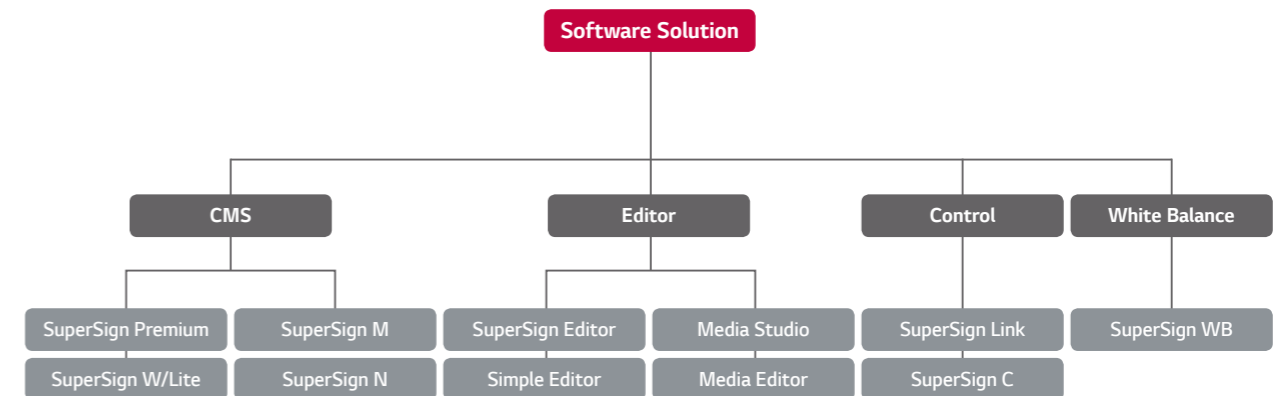 Software Solution
CMS
Editor
Control
White Balance
SuperSign Premium
SuperSign M
SuperSign Editor
Media Studio
SuperSign Link
SuperSign WB
SuperSign W/Lite
SuperSign N
Simple Editor
Media Editor
SuperSign C